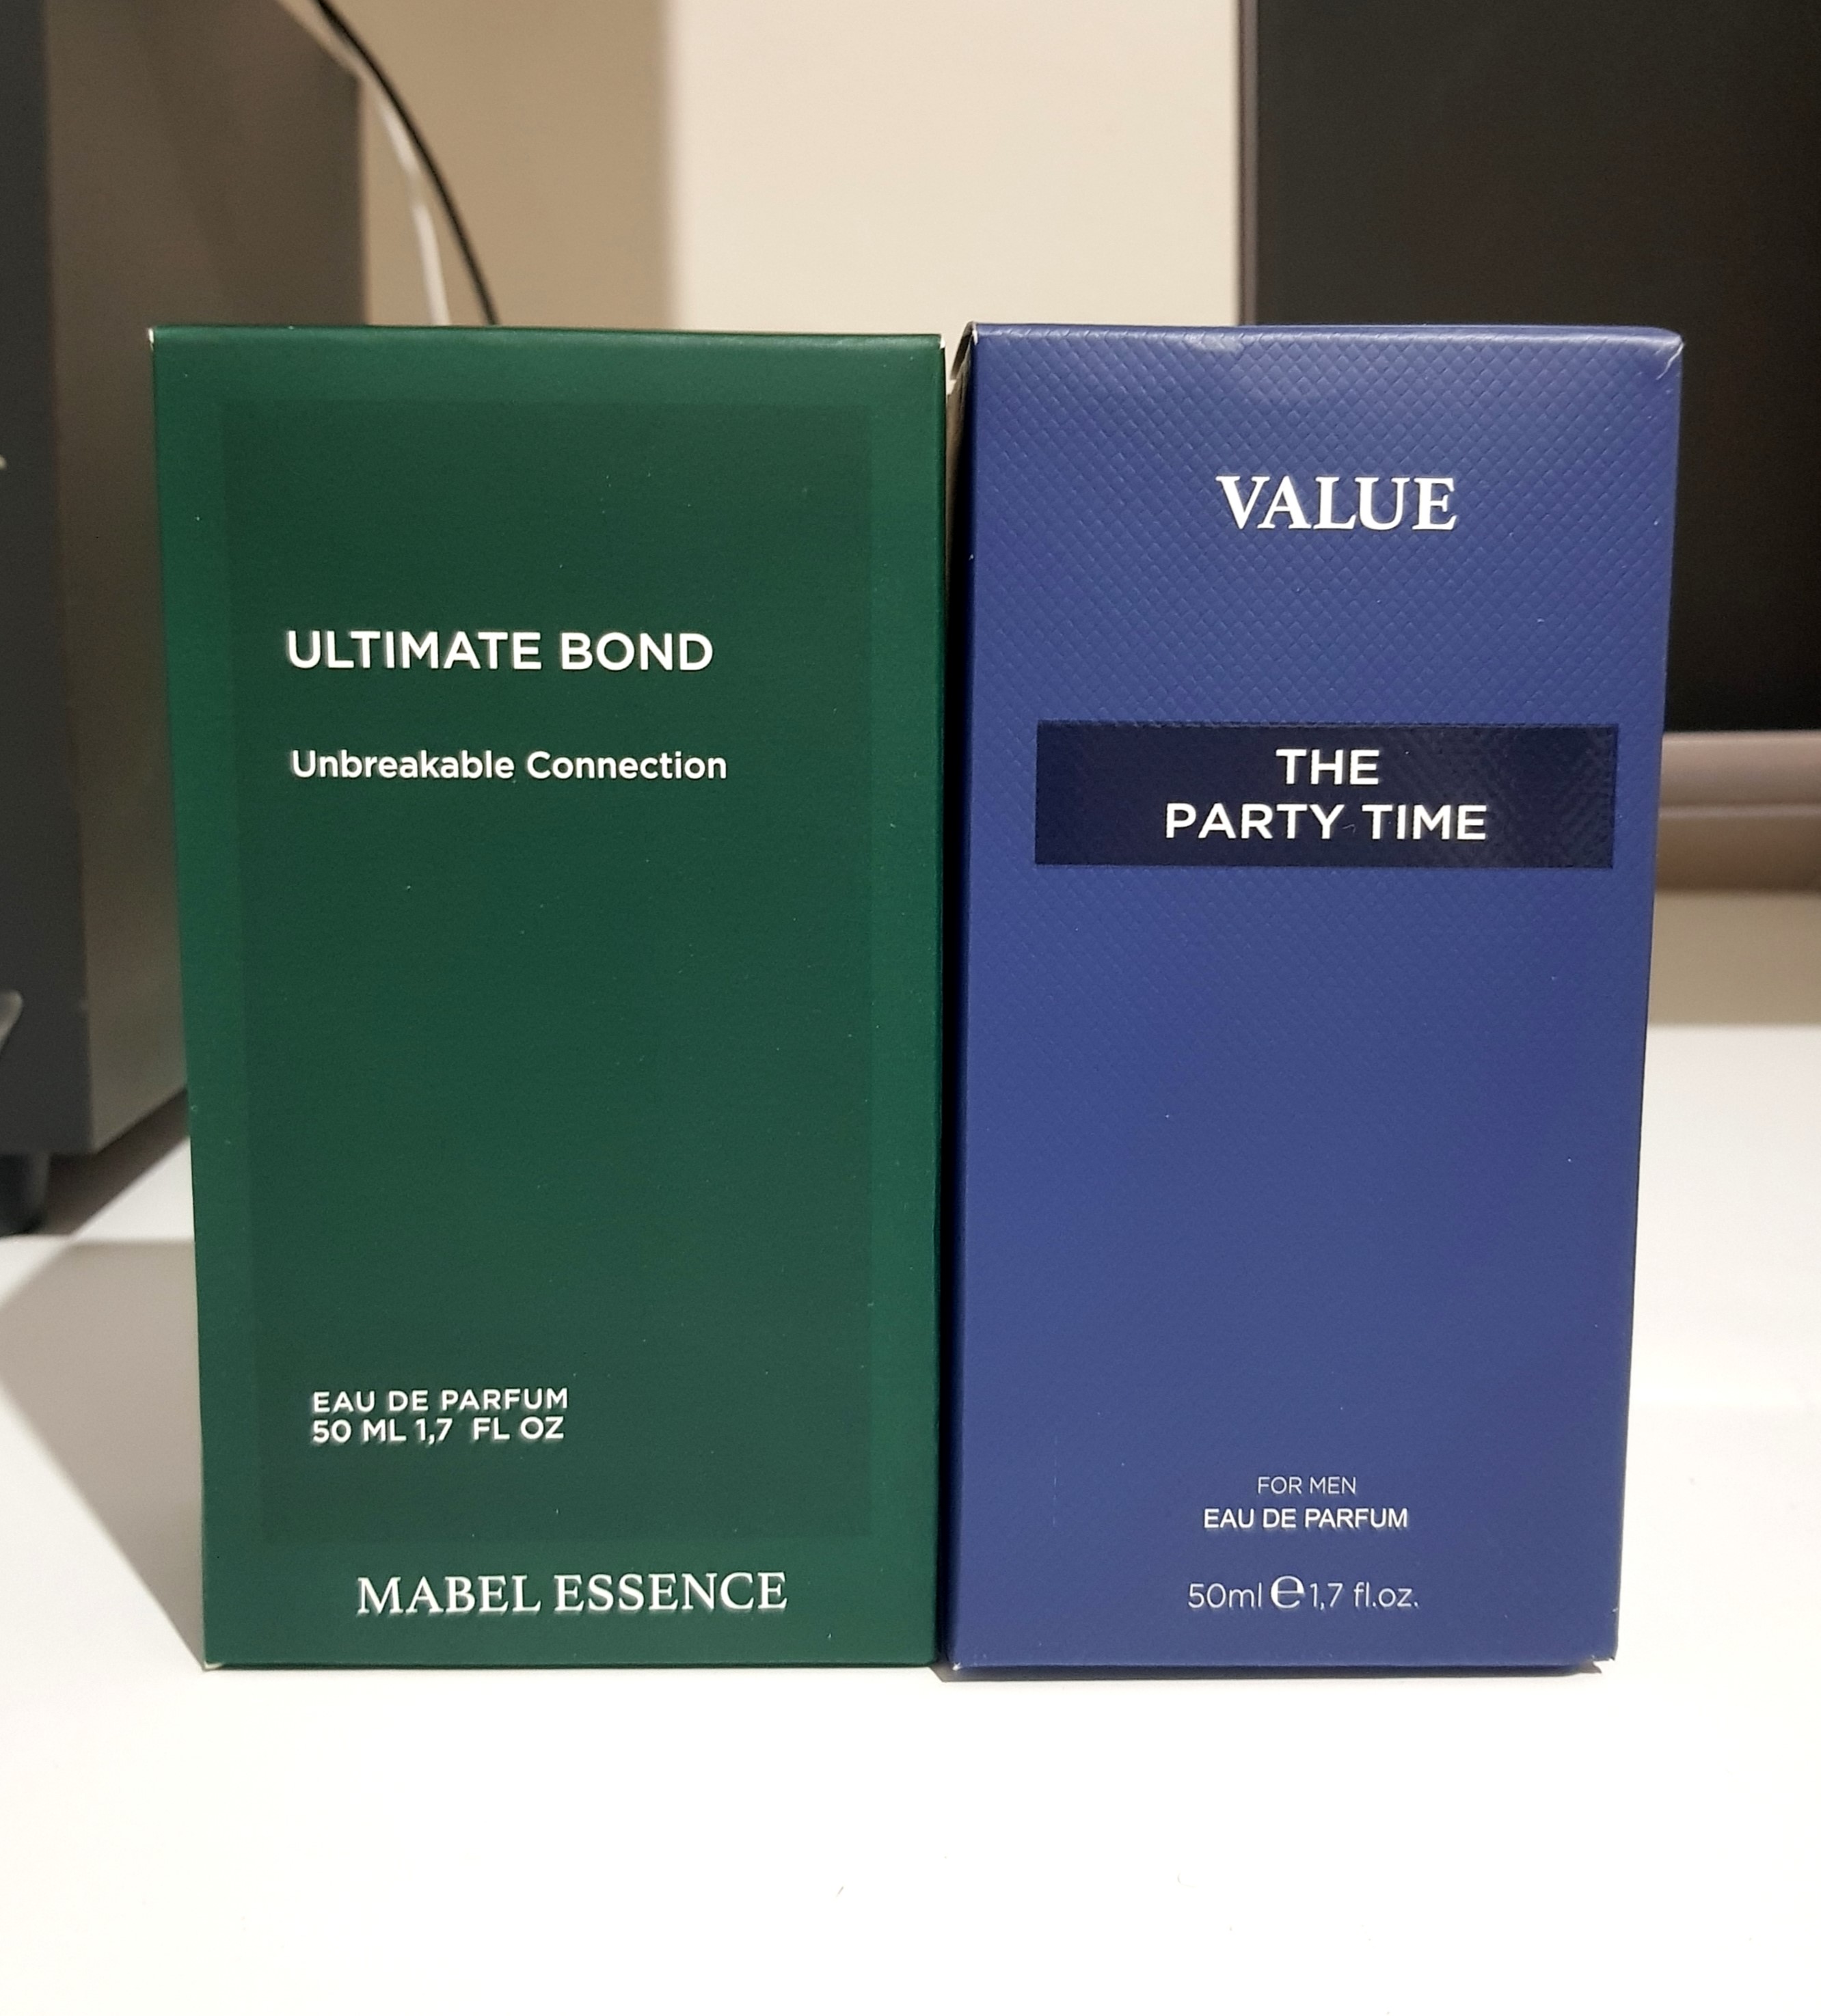 ULTIMATE BOND
Unbreakable Connection
EAU DE PARFUM
50 ML 1,7 FL OZ
MABEL ESSENCE
VALUE
THE
PARTY TIME
FOR MEN
EAU DE PARFUM
50ml ℮ 1,7 fl.oz.